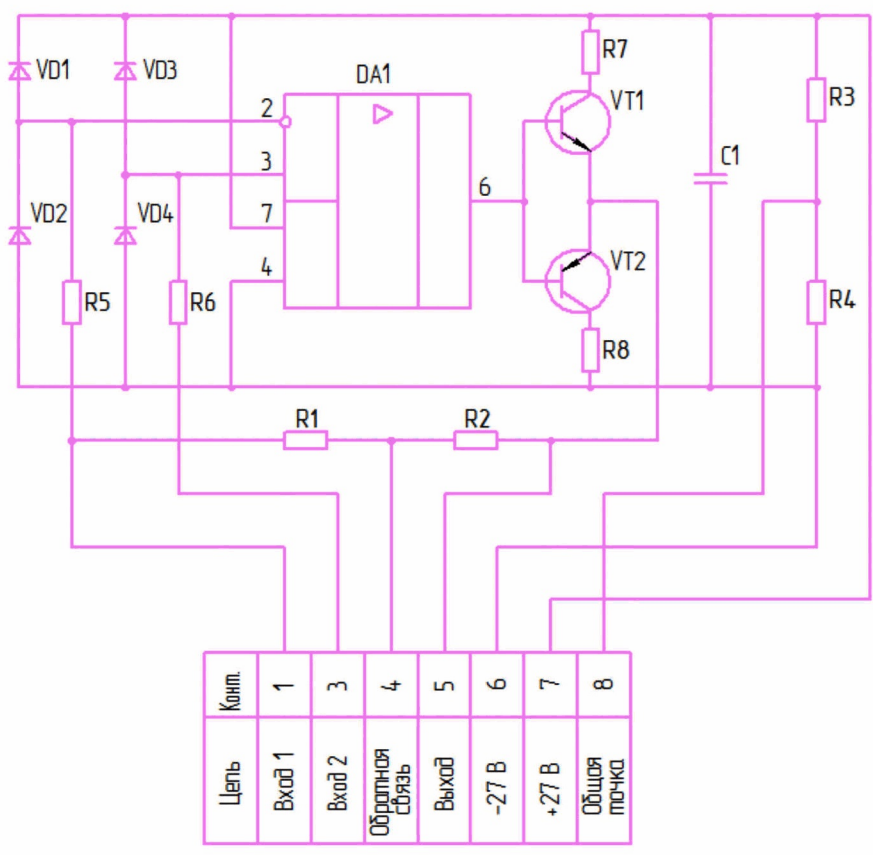 VD1
VD3
DA1
R7
VT1
R3
2
3
7
4
6
C1
VD2
VD4
VT2
R5
R6
R4
R8
R1
R2
Конт.
1
3
4
5
6
7
8
Цепь
Вход 1
Вход 2
Обратная
связь
Выход
-27 В
+27 В
Общая
точка